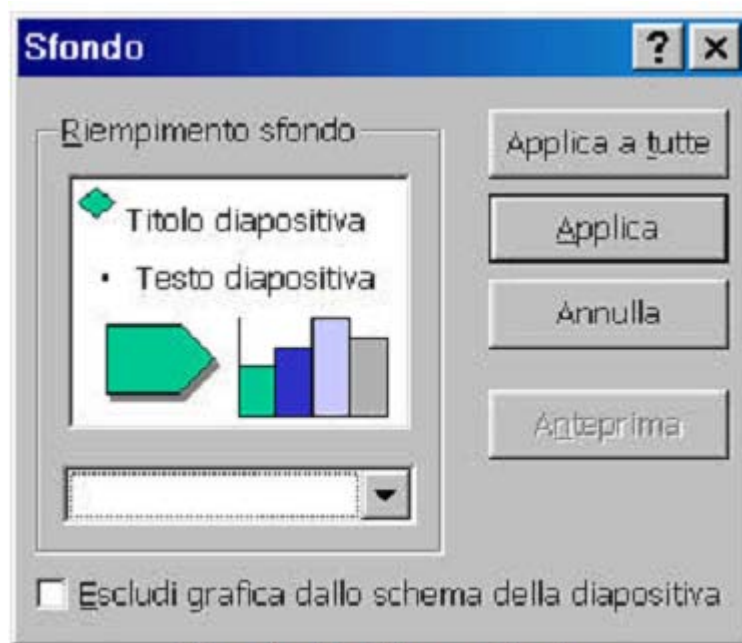 Sfondo
Riempimento sfondo
Titolo diapositiva
• Testo diapositiva
Applica a tutte
Applica
Annulla
Anteprima
Escludi grafica dallo schema della diapositiva